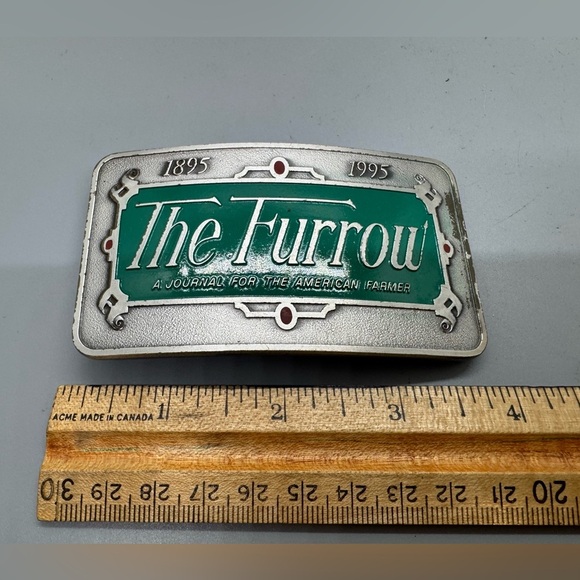 1895 1995
The Furrow
A JOURNAL FOR THE AMERICAN FARMER
ACME MADE IN CANADA 1 2 3 4
30 29 28 27 26 25 24 23 22 21 20